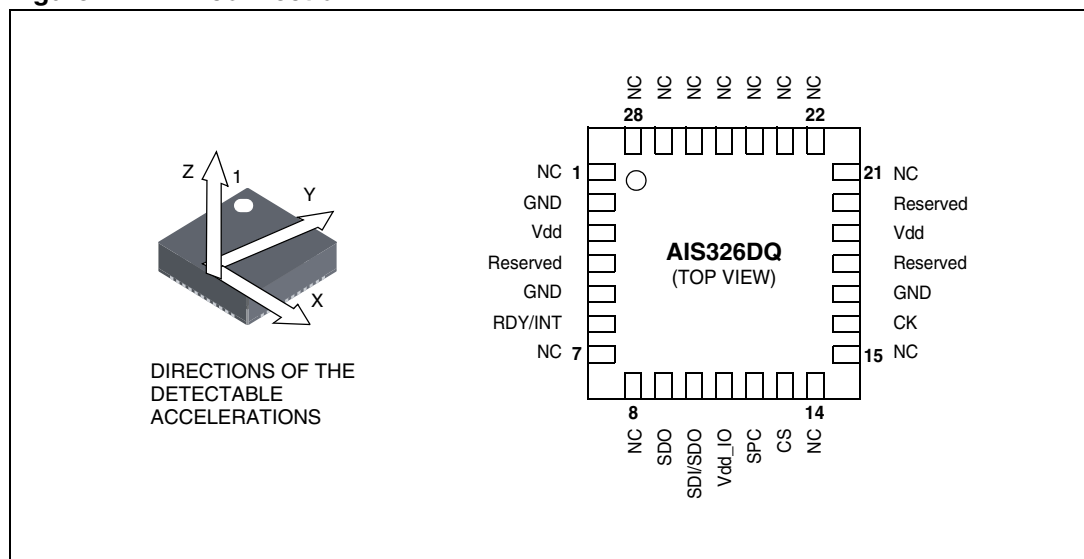 Z
1
Y
X
DIRECTIONS OF THE
DETECTABLE
ACCELERATIONS
NC NC NC NC NC NC NC
28 22
NC 1
GND
Vdd
Reserved
GND
RDY/INT
NC 7
AIS326DQ
(TOP VIEW)
21 NC
Reserved
Vdd
Reserved
GND
CK
15 NC
8 14
NC SDO SDI/SDO Vdd_IO SPC CS NC